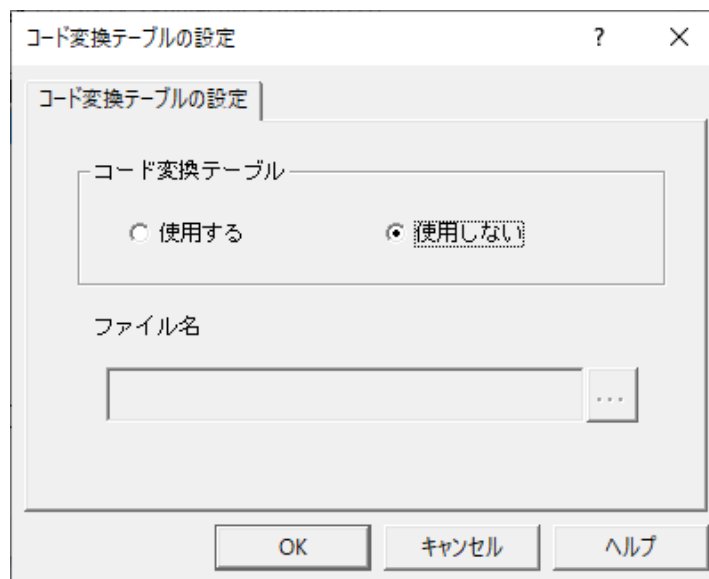 コード変換テーブルの設定
コード変換テーブルの設定
コード変換テーブル
使用する 使用しない
ファイル名
...
OK キャンセル ヘルプ